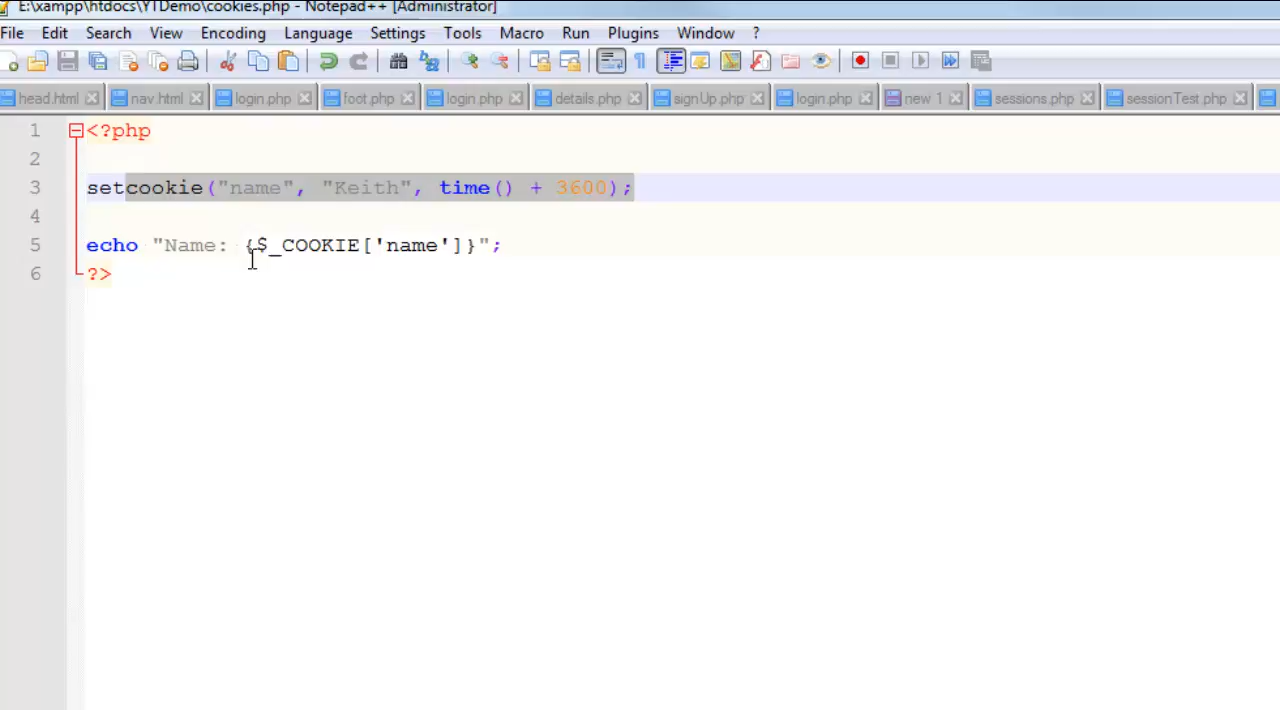 E:\xampp\htdocs\YTDemo\cookies.php - Notepad++ [Administrator]
File Edit Search View Encoding Language Settings Tools Macro Run Plugins Window ?
head.html nav.html login.php foot.php login.php details.php signUp.php login.php new 1 sessions.php sessionTest.php
1 <?php
2
3 setcookie("name", "Keith", time() + 3600);
4
5 echo "Name: {$_COOKIE['name']}";
6 ?>